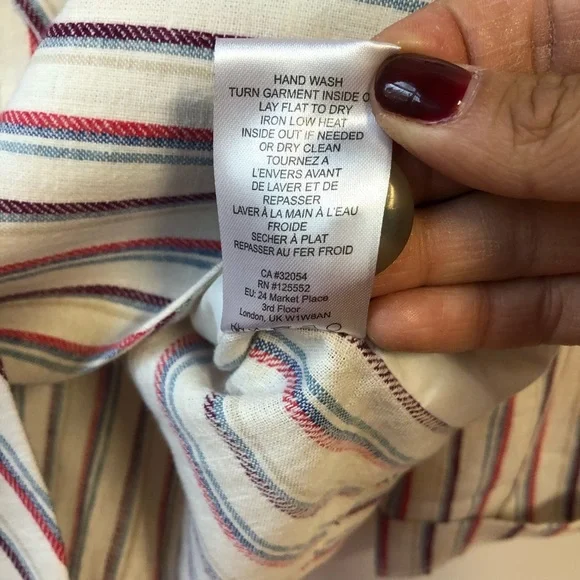 HAND WASH
TURN GARMENT INSIDE O
LAY FLAT TO DRY
IRON LOW HEAT
INSIDE OUT IF NEEDED
OR DRY CLEAN
TOURNEZ A
L'ENVERS AVANT
DE LAVER ET DE
REPASSER
LAVER À LA MAIN À L'EAU
FROIDE
SECHER À PLAT
REPASSER AU FER FROID
CA #32054
RN #125552
EU: 24 Market Place
3rd Floor
London, UK W1W8AN